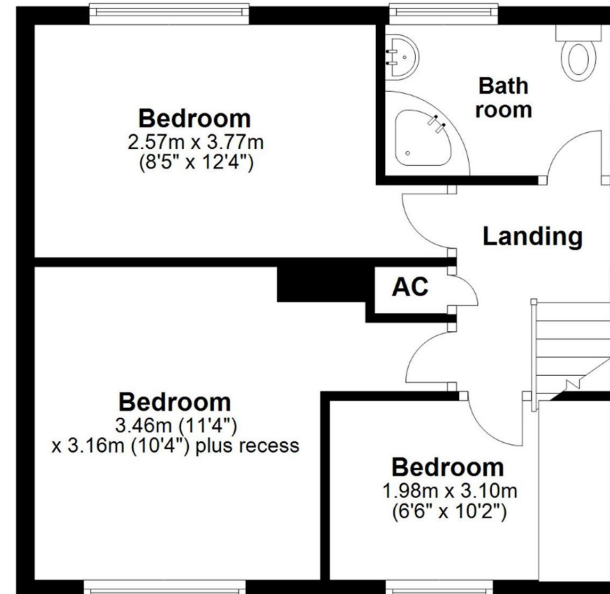 Bedroom
2.57m x 3.77m
(8'5" x 12'4")
Bath
room
Landing
AC
Bedroom
3.46m (11'4")
x 3.16m (10'4") plus recess
Bedroom
1.98m x 3.10m
(6'6" x 10'2")